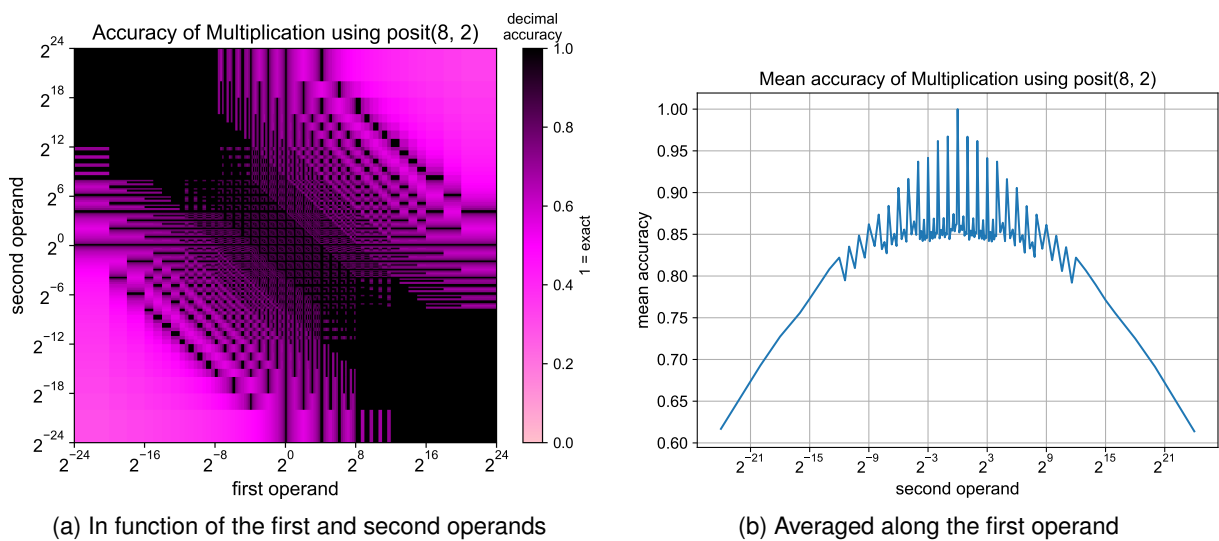 decimal
accuracy
Accuracy of Multiplication using posit(8, 2)
2^24
2^18
2^12
2^6
2^0
2^−6
2^−12
2^−18
2^−24
second operand
2^−24 2^−16 2^−8 2^0 2^8 2^16 2^24
first operand
1.0
0.8
0.6
0.4
0.2
0.0
1 = exact
(a) In function of the first and second operands
Mean accuracy of Multiplication using posit(8, 2)
1.00
0.95
0.90
0.85
0.80
0.75
0.70
0.65
0.60
mean accuracy
2^−21 2^−15 2^−9 2^−3 2^3 2^9 2^15 2^21
second operand
(b) Averaged along the first operand